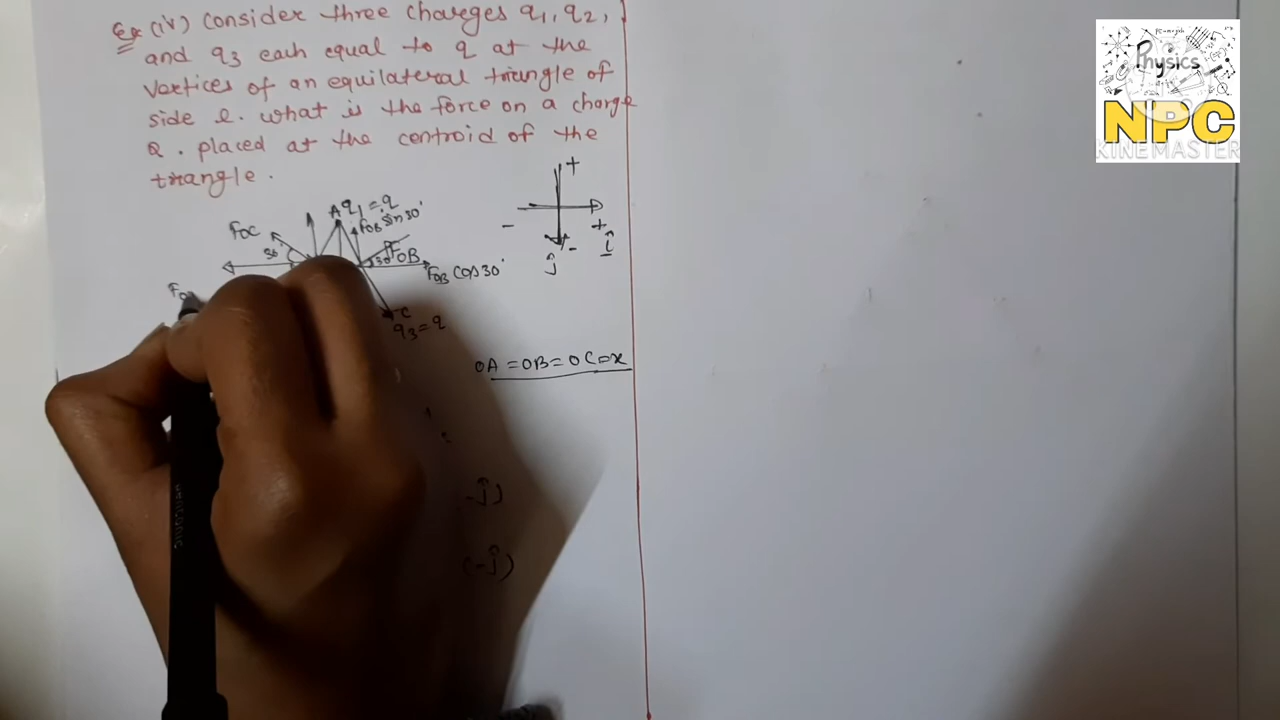 Ex (iv) Consider three charges q1, q2,
and q3 each equal to q at the
vertices of an equilateral triangle of
side l. what is the force on a charge
Q. placed at the centroid of the
triangle.
A q1 = q
FOB sin 30°
FOC
30°
30°
FOB
FOB cos 30°
C
q3 = q
+
-
+
î
-
ĵ
OA = OB = OC = x
-ĵ)
(-ĵ)
Physics
NPC
KINEMASTER